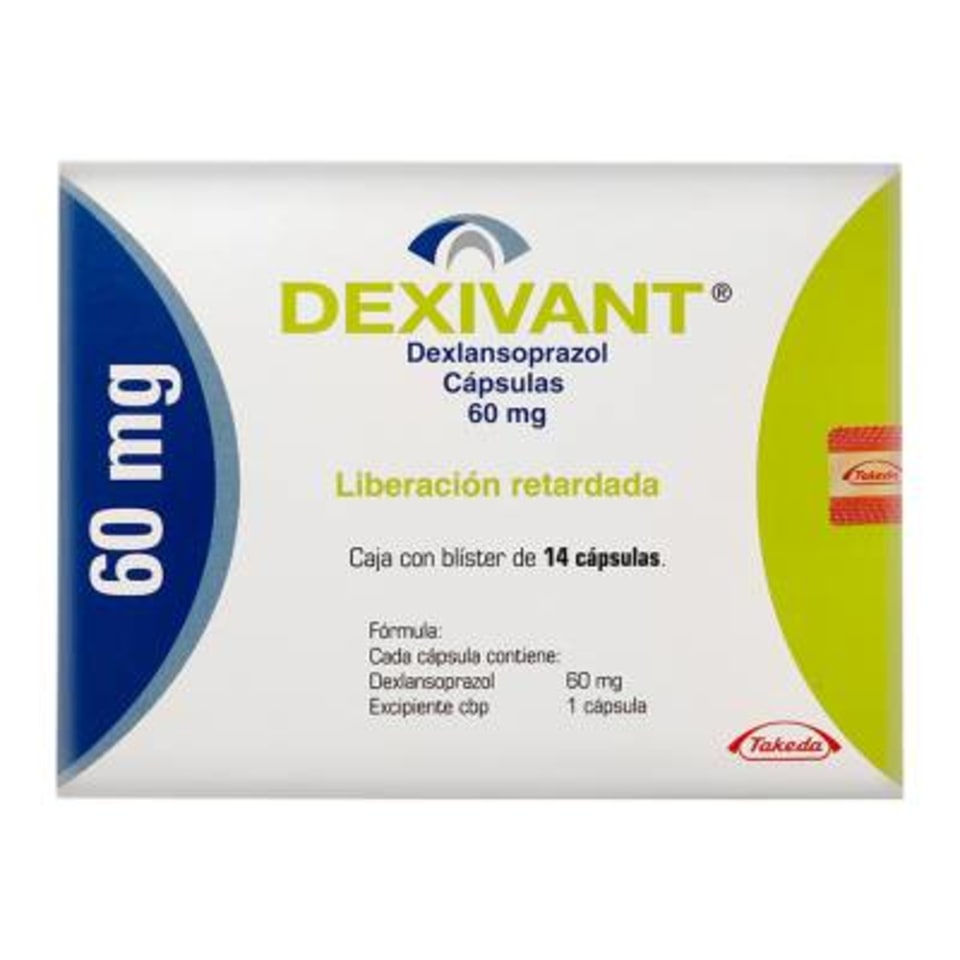 60 mg
DEXIVANT®
Dexlansoprazol
Cápsulas
60 mg
Liberación retardada
Caja con blíster de 14 cápsulas.
Fórmula:
Cada cápsula contiene:
Dexlansoprazol 60 mg
Excipiente cbp 1 cápsula
Takeda
Takeda